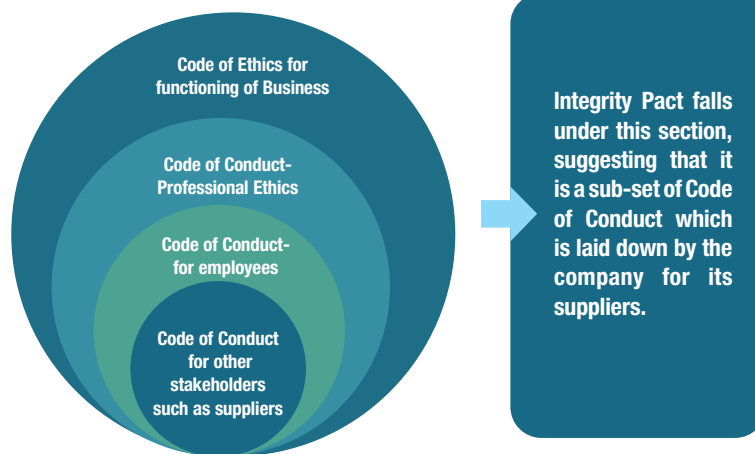 Code of Ethics for
functioning of Business
Code of Conduct-
Professional Ethics
Code of Conduct-
for employees
Code of Conduct
for other
stakeholders
such as suppliers
Integrity Pact falls
under this section,
suggesting that it
is a sub-set of Code
of Conduct which
is laid down by the
company for its
suppliers.